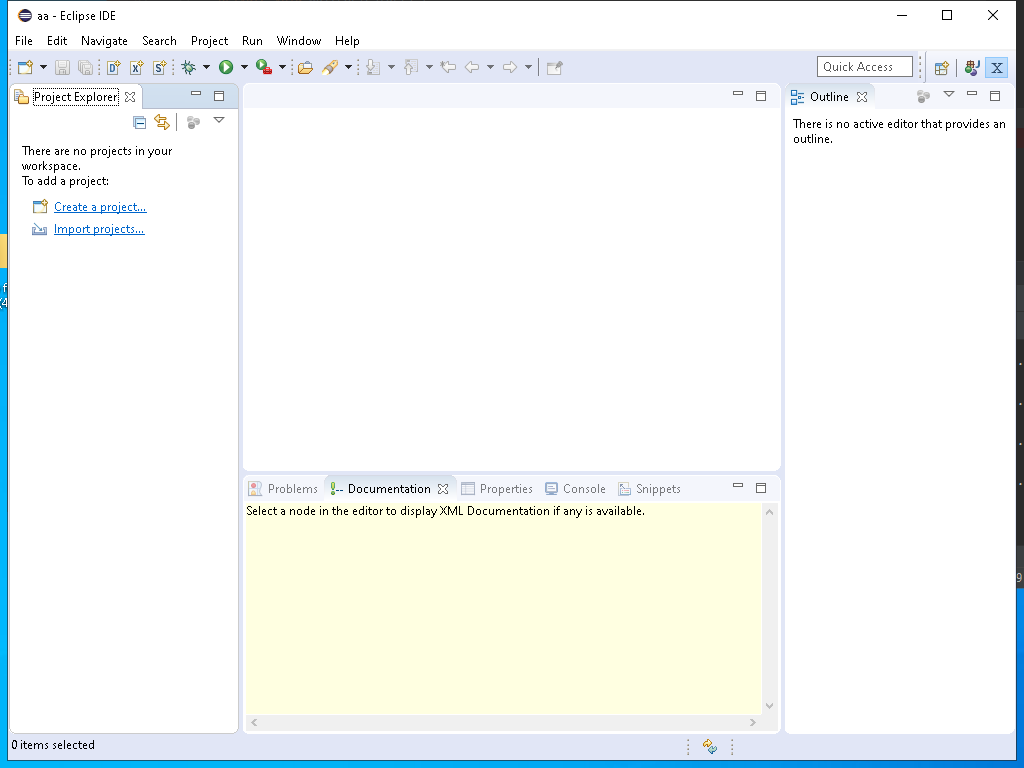 aa - Eclipse IDE
File Edit Navigate Search Project Run Window Help
Quick Access
Project Explorer
There are no projects in your
workspace.
To add a project:
Create a project...
Import projects...
Outline
There is no active editor that provides an
outline.
Problems Documentation Properties Console Snippets
Select a node in the editor to display XML Documentation if any is available.
0 items selected
f
(4
9